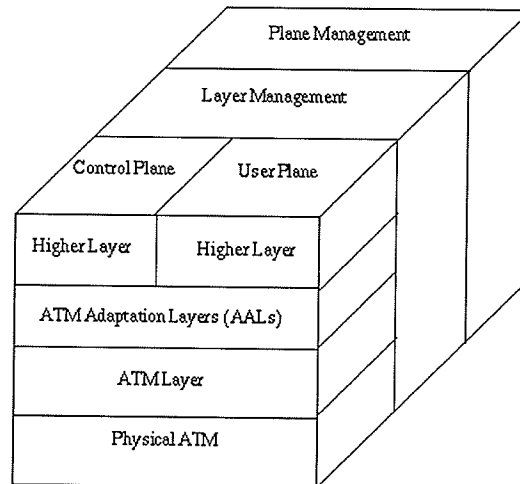 Plane Management
Layer Management
Control Plane
User Plane
Higher Layer
Higher Layer
ATM Adaptation Layers (AALs)
ATM Layer
Physical ATM